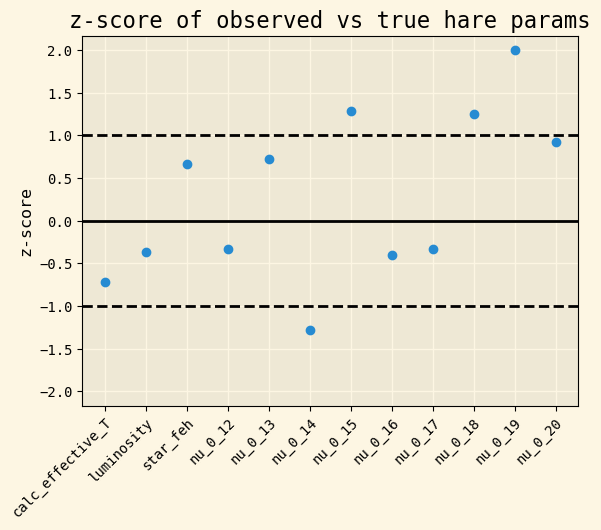 z-score of observed vs true hare params
z-score
2.0
1.5
1.0
0.5
0.0
−0.5
−1.0
−1.5
−2.0
calc_effective_T
luminosity
star_feh
nu_0_12
nu_0_13
nu_0_14
nu_0_15
nu_0_16
nu_0_17
nu_0_18
nu_0_19
nu_0_20